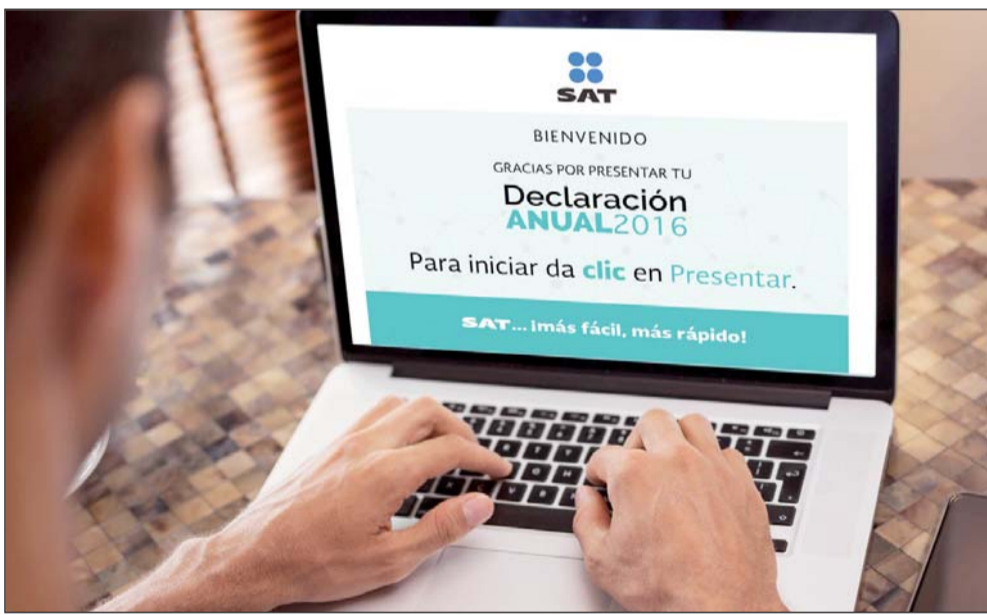 SAT
BIENVENIDO
GRACIAS POR PRESENTAR TU
Declaración
ANUAL2016
Para iniciar da clic en Presentar.
SAT... ¡más fácil, más rápido!